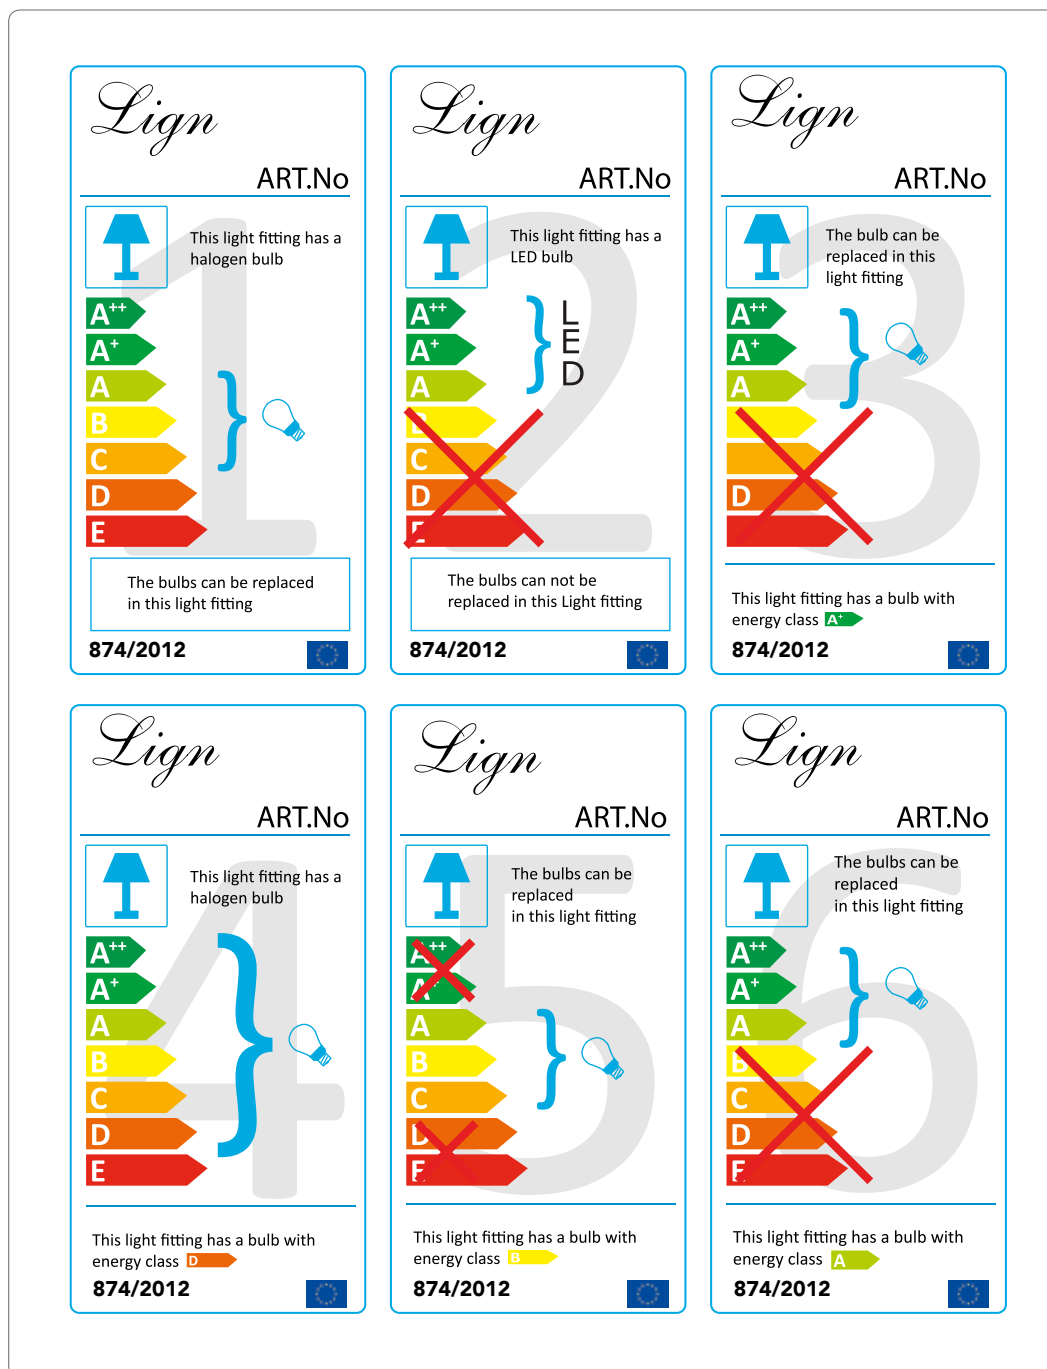 Lign
ART.No
1
This light fitting has a
halogen bulb
A++
A+
A
B
C
D
E
The bulbs can be replaced
in this light fitting
874/2012
Lign
ART.No
2
This light fitting has a
LED bulb
A++
A+
A
B
C
D
E
L
E
D
The bulbs can not be
replaced in this Light fitting
874/2012
Lign
ART.No
3
The bulb can be
replaced in this
light fitting
A++
A+
A
D
This light fitting has a bulb with
energy class A+
874/2012
Lign
ART.No
4
This light fitting has a
halogen bulb
A++
A+
A
B
C
D
E
This light fitting has a bulb with
energy class D
874/2012
Lign
ART.No
5
The bulbs can be
replaced
in this light fitting
A++
A+
A
B
C
D
E
This light fitting has a bulb with
energy class B
874/2012
Lign
ART.No
6
The bulbs can be
replaced
in this light fitting
A++
A+
A
B
C
D
E
This light fitting has a bulb with
energy class A
874/2012